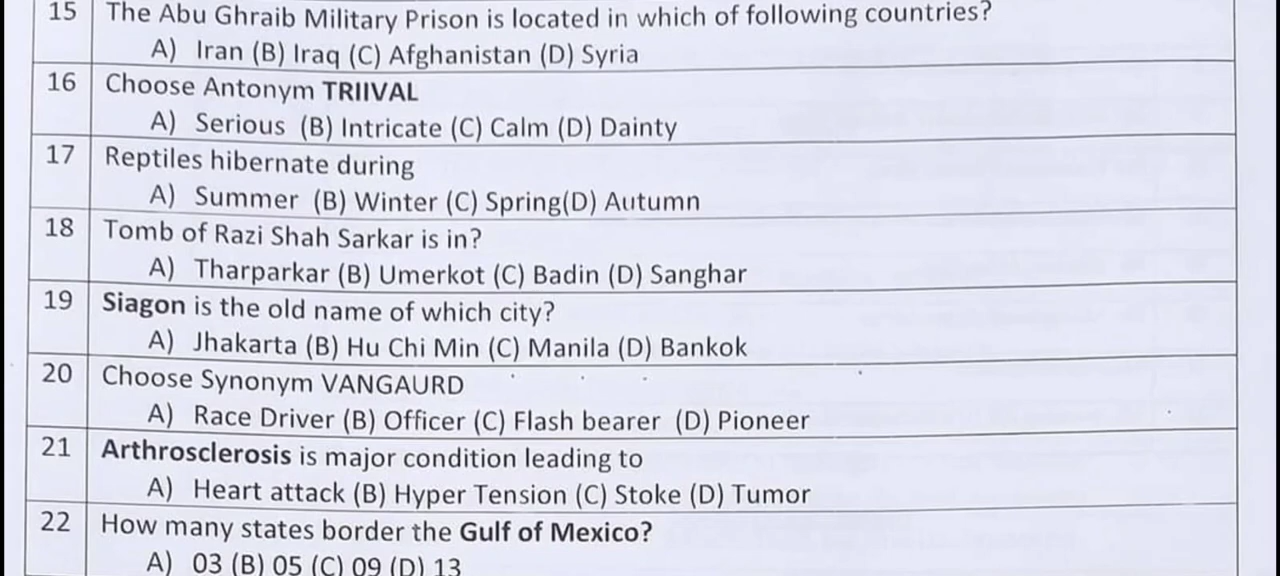 15 The Abu Ghraib Military Prison is located in which of following countries?
A) Iran (B) Iraq (C) Afghanistan (D) Syria
16 Choose Antonym TRIIVAL
A) Serious (B) Intricate (C) Calm (D) Dainty
17 Reptiles hibernate during
A) Summer (B) Winter (C) Spring(D) Autumn
18 Tomb of Razi Shah Sarkar is in?
A) Tharparkar (B) Umerkot (C) Badin (D) Sanghar
19 Siagon is the old name of which city?
A) Jhakarta (B) Hu Chi Min (C) Manila (D) Bankok
20 Choose Synonym VANGAURD
A) Race Driver (B) Officer (C) Flash bearer (D) Pioneer
21 Arthrosclerosis is major condition leading to
A) Heart attack (B) Hyper Tension (C) Stoke (D) Tumor
22 How many states border the Gulf of Mexico?
A) 03 (B) 05 (C) 09 (D) 13